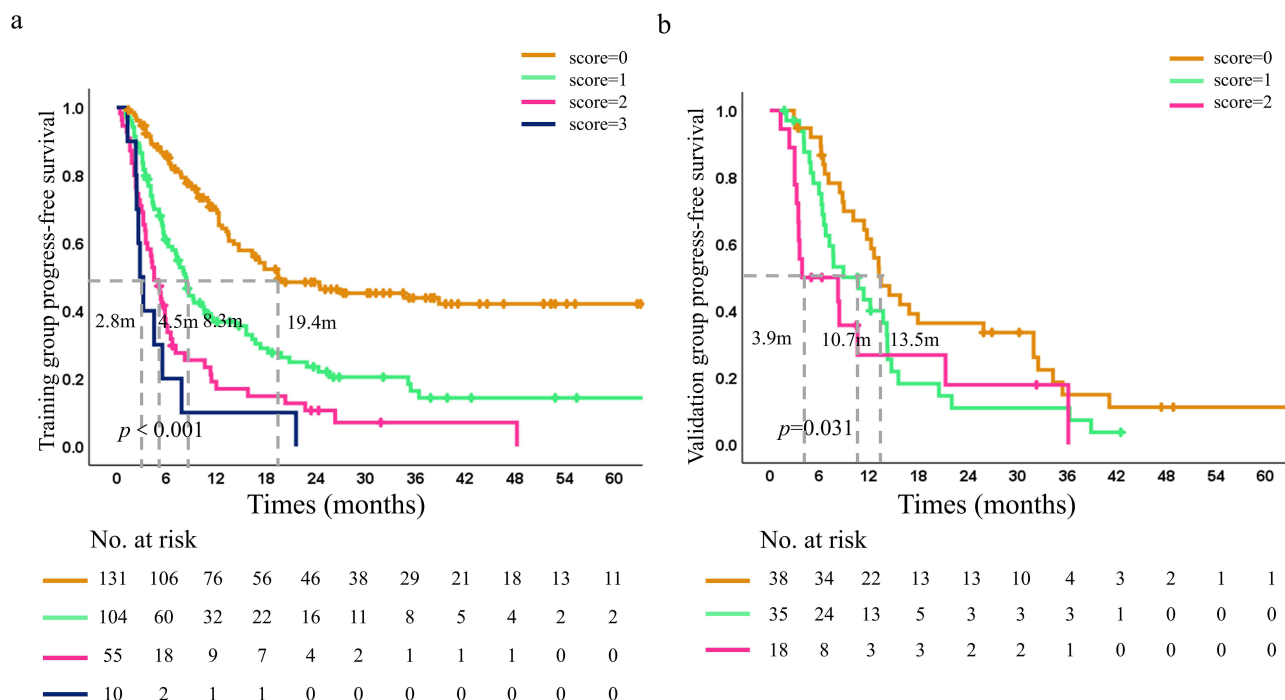 a
score=0
score=1
score=2
score=3
Training group progress-free survival
1.0
0.8
0.6
0.4
0.2
0.0
2.8m 4.5m 8.3m 19.4m
p < 0.001
0 6 12 18 24 30 36 42 48 54 60
Times (months)
No. at risk
131 106 76 56 46 38 29 21 18 13 11
104 60 32 22 16 11 8 5 4 2 2
55 18 9 7 4 2 1 1 1 0 0
10 2 1 1 0 0 0 0 0 0 0
b
score=0
score=1
score=2
Validation group progress-free survival
1.0
0.8
0.6
0.4
0.2
0.0
3.9m 10.7m 13.5m
p=0.031
0 6 12 18 24 30 36 42 48 54 60
Times (months)
No. at risk
38 34 22 13 13 10 4 3 2 1 1
35 24 13 5 3 3 3 1 0 0 0
18 8 3 3 2 2 1 0 0 0 0